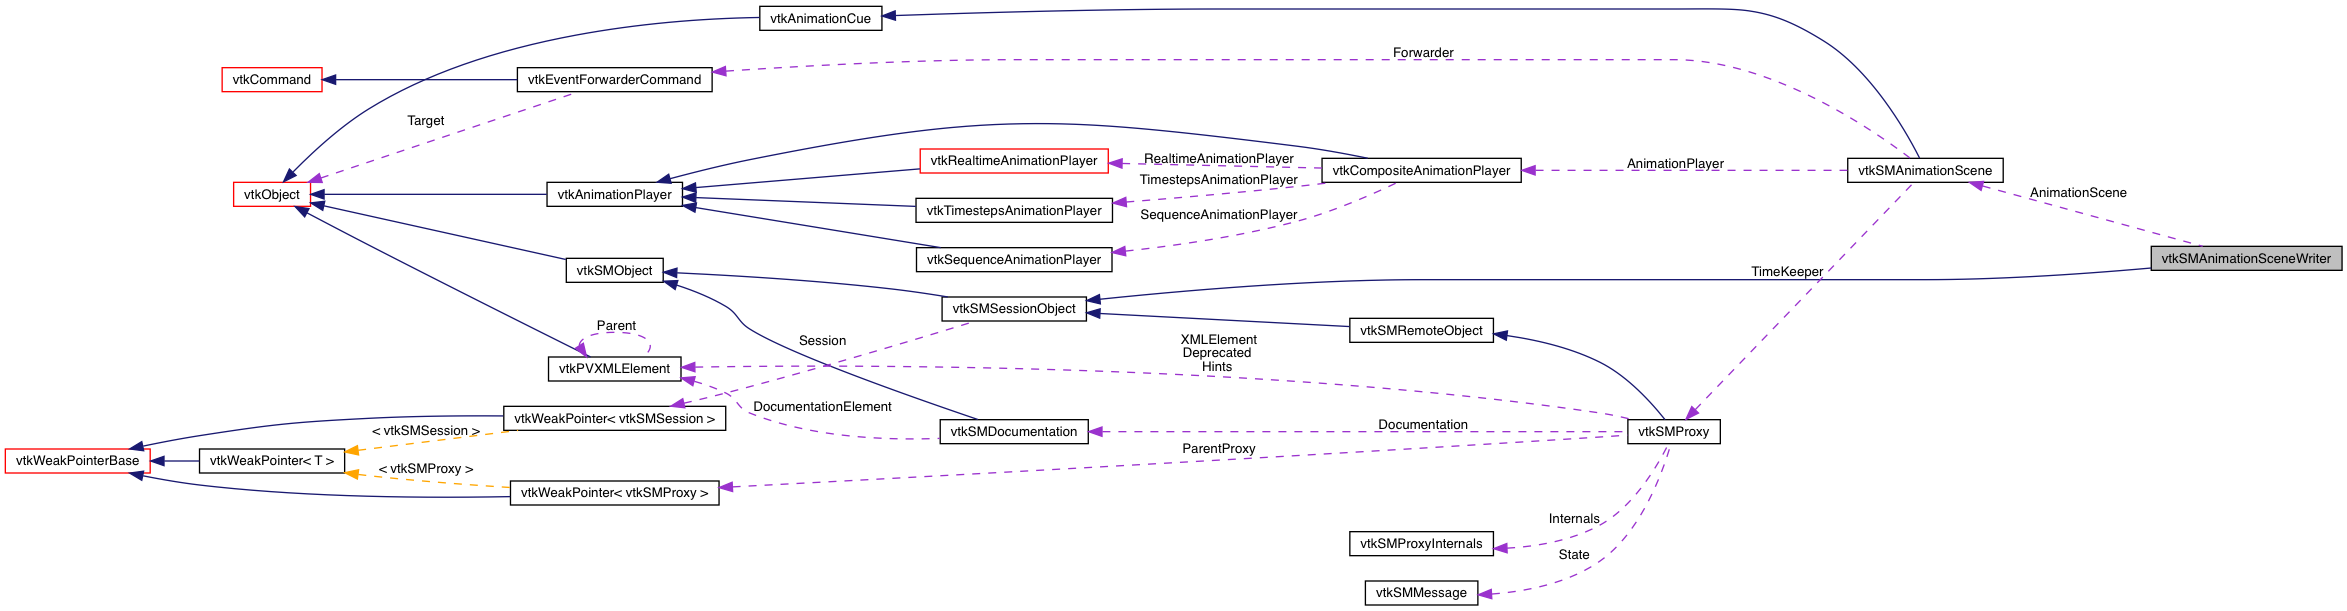 vtkAnimationCue
Forwarder
vtkCommand
vtkEventForwarderCommand
Target
vtkRealtimeAnimationPlayer
RealtimeAnimationPlayer
vtkCompositeAnimationPlayer
AnimationPlayer
vtkSMAnimationScene
TimestepsAnimationPlayer
vtkObject
vtkAnimationPlayer
AnimationScene
vtkTimestepsAnimationPlayer
SequenceAnimationPlayer
vtkSequenceAnimationPlayer
vtkSMAnimationSceneWriter
vtkSMObject
TimeKeeper
vtkSMSessionObject
Parent
vtkSMRemoteObject
Session
XMLElement
Deprecated
Hints
vtkPVXMLElement
DocumentationElement
vtkWeakPointer< vtkSMSession >
Documentation
< vtkSMSession >
vtkSMDocumentation
vtkSMProxy
ParentProxy
vtkWeakPointerBase
vtkWeakPointer< T >
< vtkSMProxy >
vtkWeakPointer< vtkSMProxy >
Internals
vtkSMProxyInternals
State
vtkSMMessage